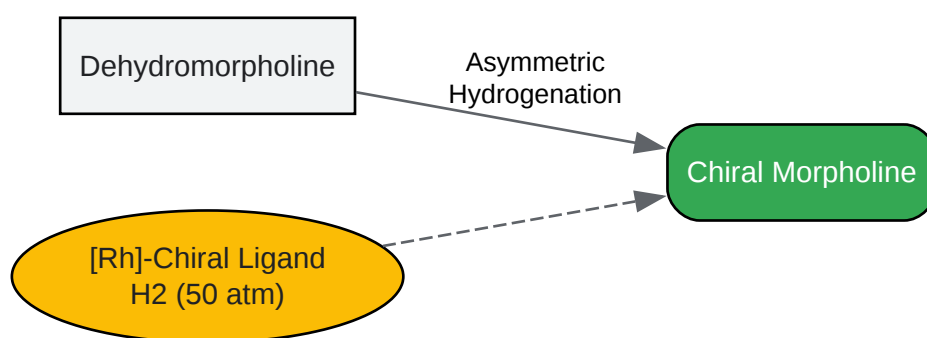 Dehydromorpholine
Asymmetric
Hydrogenation
Chiral Morpholine
[Rh]-Chiral Ligand
H2 (50 atm)